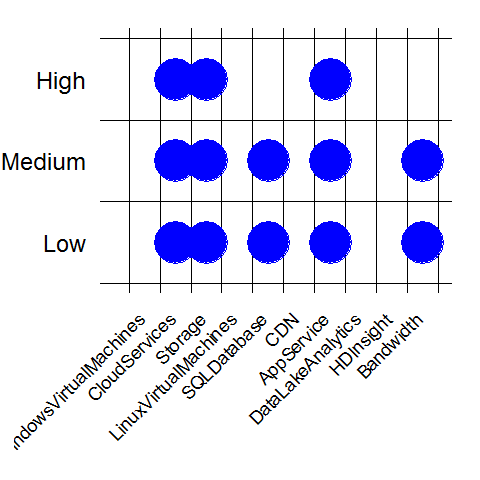 High
Medium
Low
ndowsVirtualMachines
CloudServices
Storage
LinuxVirtualMachines
SQLDatabase
CDN
AppService
DataLakeAnalytics
HDInsight
Bandwidth